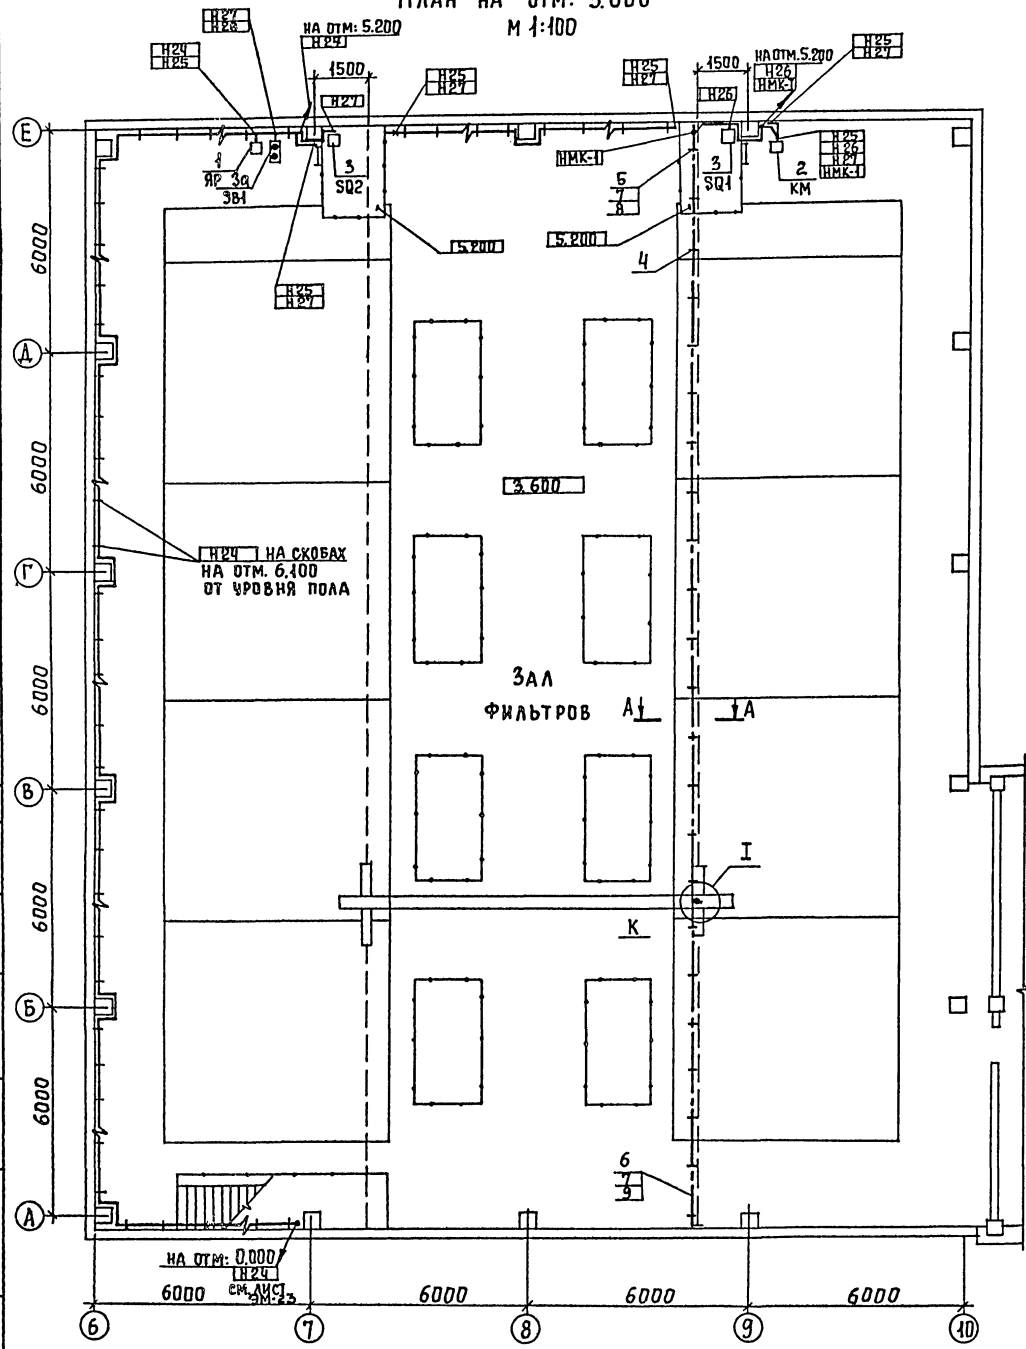 ПЛАН НА ОТМ: 3.600
М 1:100
Н27
Н28
НА ОТМ: 5.200
Н27
Н24
Н25
1500
Н27
Н25
Н27
Н25
Н27
1500
НА ОТМ. 5.200
Н26
НМК-1
Н25
Н27
Н26
Е
1
ЯР
3а
ЭВ1
3
SQ2
НМК-1
5
7
8
3
SQ1
2
КМ
Н25
Н26
Н27
НМК-1
5.200
5.200
4
Н25
Н27
6000
Д
6000
3.600
Н24 НА СКОБАХ
НА ОТМ. 6.100
ОТ УРОВНЯ ПОЛА
Г
6000
ЗАЛ
ФИЛЬТРОВ
А А
В
I
6000
К
Б
6000
6
7
9
А
НА ОТМ: 0.000
Н24
СМ. ЛИСТ
ЭМ-23
6000
6000
6000
6000
6
7
8
9
10